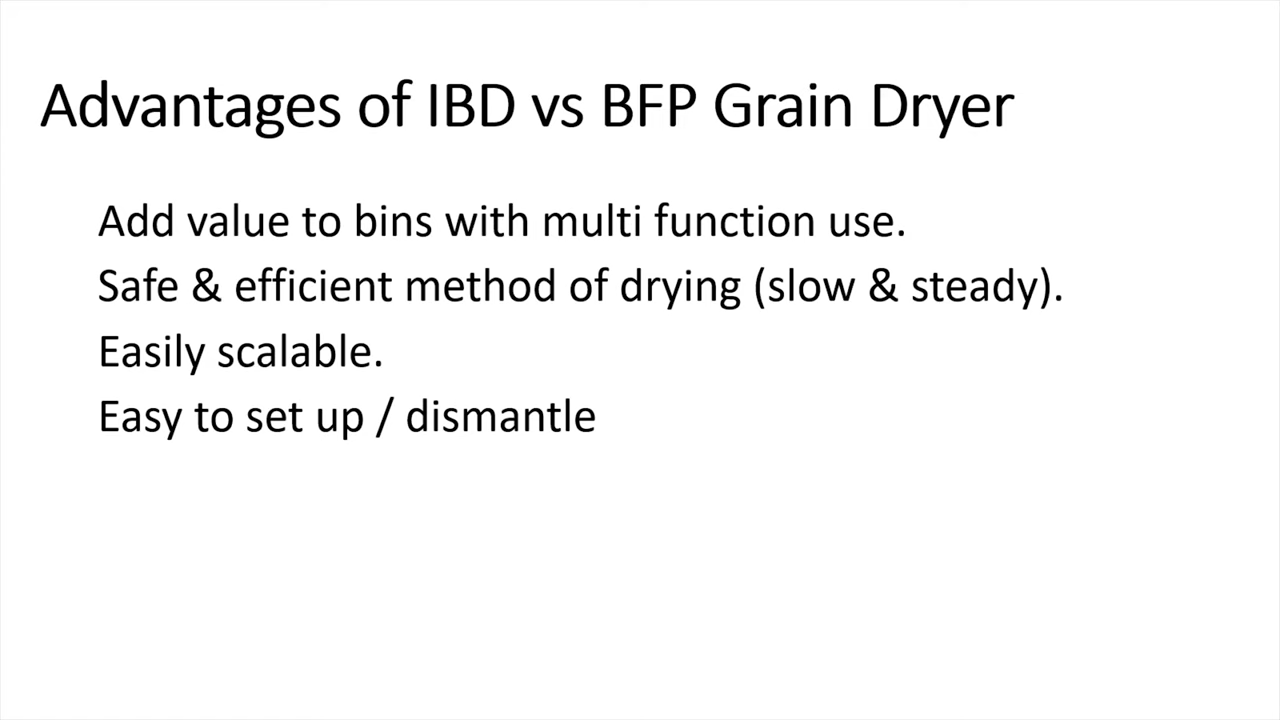 Advantages of IBD vs BFP Grain Dryer
Add value to bins with multi function use.
Safe & efficient method of drying (slow & steady).
Easily scalable.
Easy to set up / dismantle